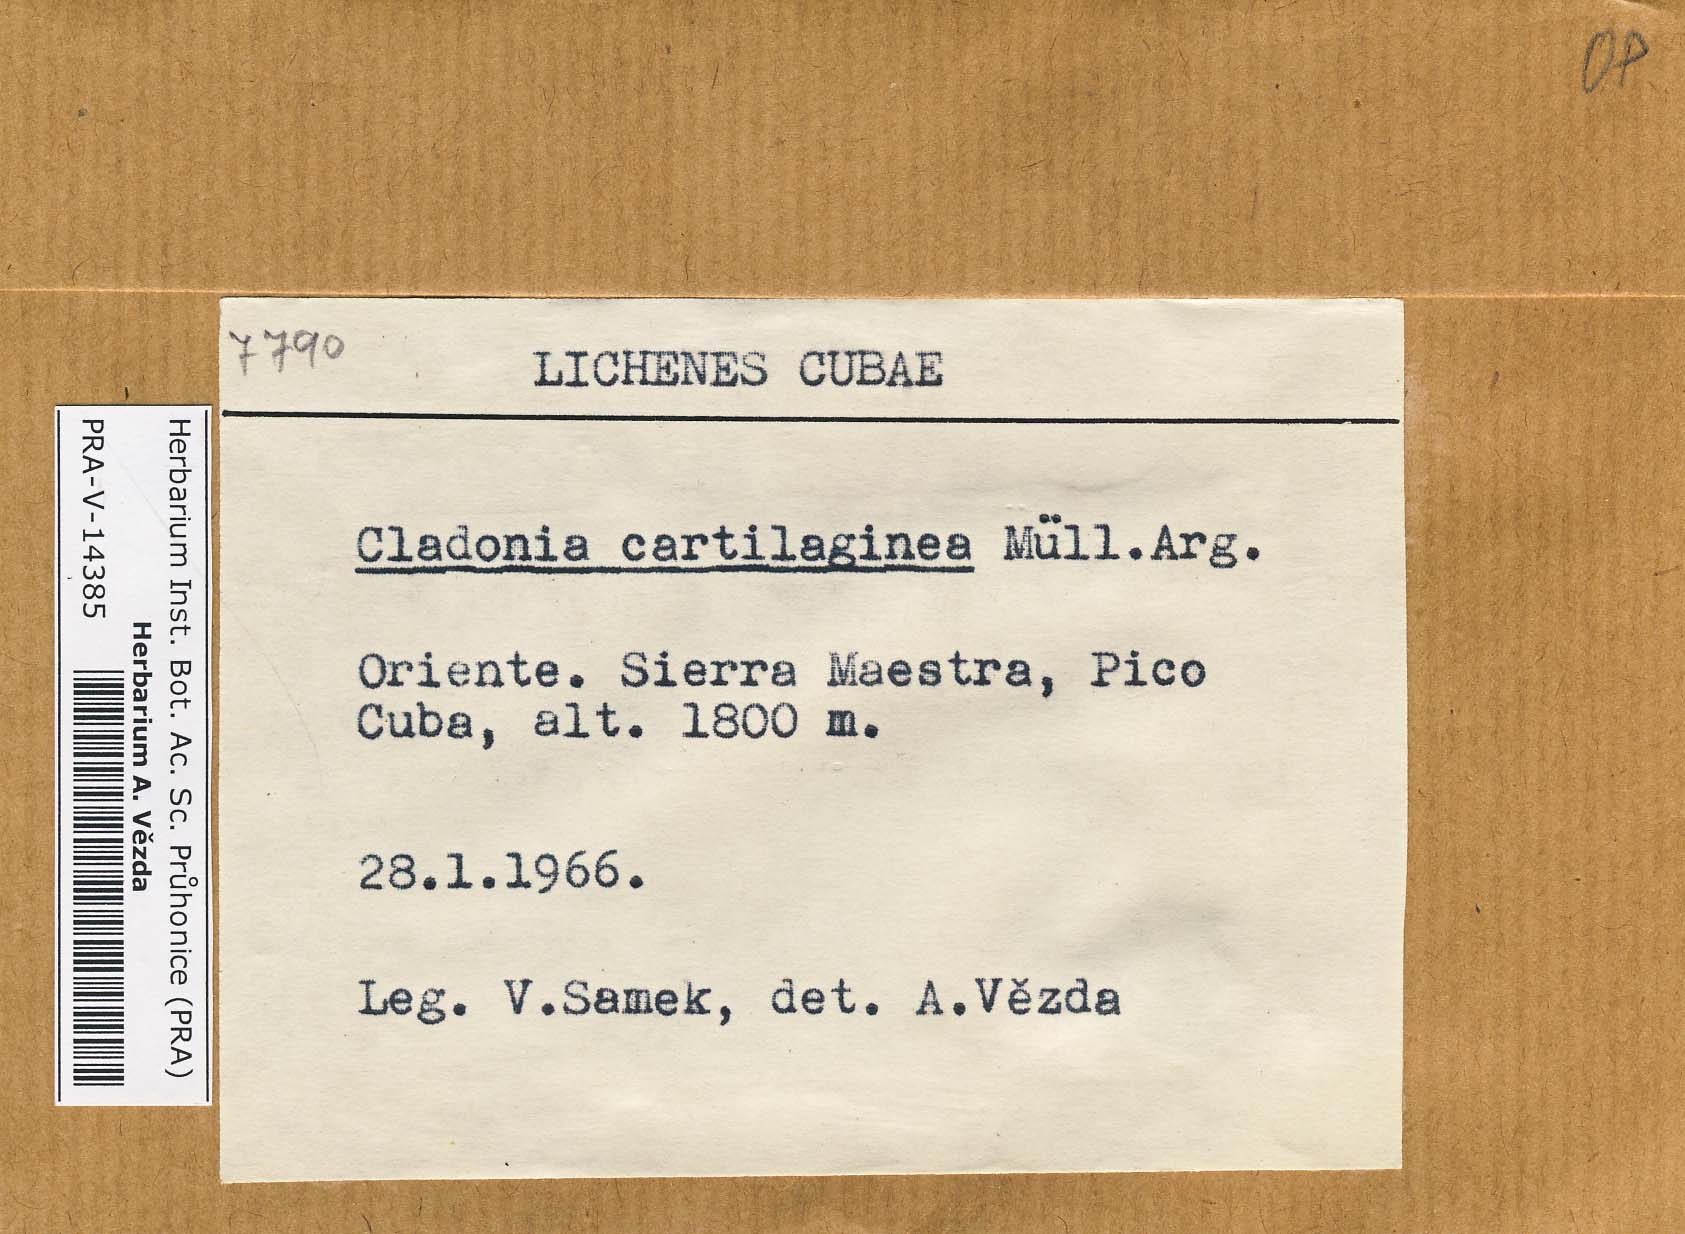 OP
7790
LICHENES CUBAE
Cladonia cartilaginea Müll.Arg.
Oriente. Sierra Maestra, Pico
Cuba, alt. 1800 m.
28.1.1966.
Leg. V.Samek, det. A.Vězda
Herbarium Inst. Bot. Ac. Sc. Průhonice (PRA)
Herbarium A. Vězda
PRA-V-14385